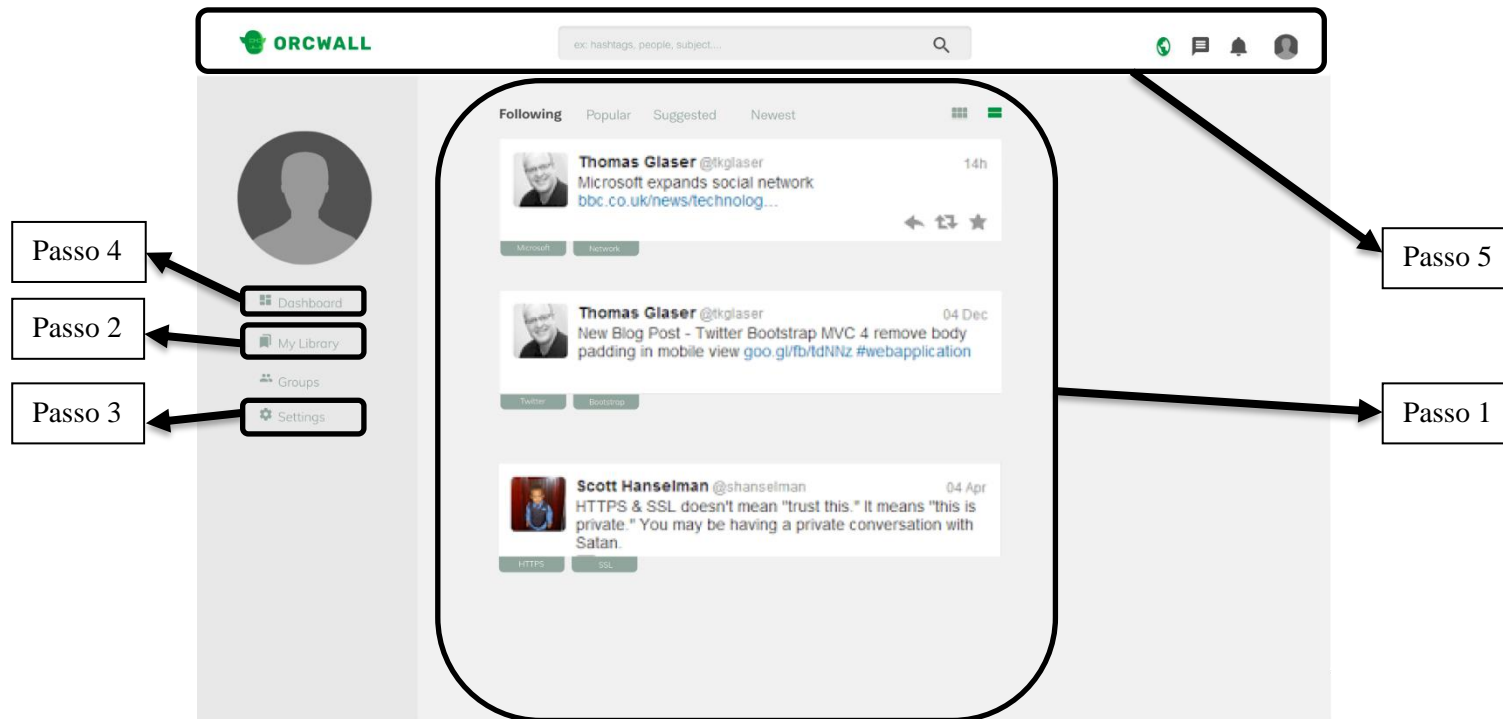 ORCWALL
ex: hashtags, people, subject....
Following Popular Suggested Newest
Thomas Glaser @tkglaser 14h
Microsoft expands social network
bbc.co.uk/news/technolog...
Microsoft Network
Passo 4
Passo 5
Dashboard
Thomas Glaser @tkglaser 04 Dec
New Blog Post - Twitter Bootstrap MVC 4 remove body
padding in mobile view goo.gl/fb/tdNNz #webapplication
Passo 2
My Library
Groups
Twitter Bootstrop
Passo 3
Settings
Passo 1
Scott Hanselman @shanselman 04 Apr
HTTPS & SSL doesn't mean "trust this." It means "this is
private." You may be having a private conversation with
Satan.
HTTPS SSL